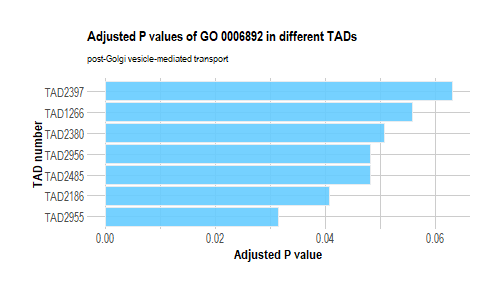 Adjusted P values of GO 0006892 in different TADs
post-Golgi vesicle-mediated transport
TAD number
TAD2397
TAD1266
TAD2380
TAD2956
TAD2485
TAD2186
TAD2955
0.00 0.02 0.04 0.06
Adjusted P value